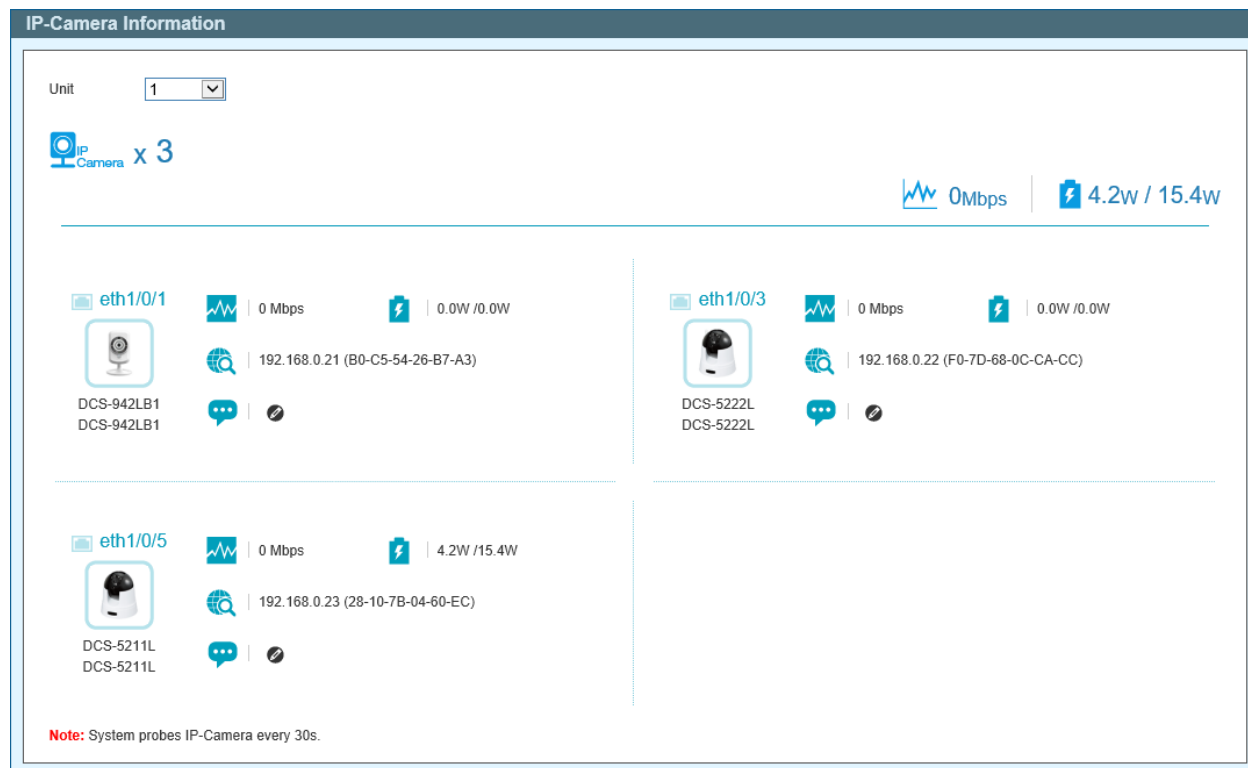 IP-Camera Information
Unit 1
IP Camera x 3
0Mbps 4.2w / 15.4w
eth1/0/1
0 Mbps 0.0W /0.0W
192.168.0.21 (B0-C5-54-26-B7-A3)
DCS-942LB1
DCS-942LB1
eth1/0/3
0 Mbps 0.0W /0.0W
192.168.0.22 (F0-7D-68-0C-CA-CC)
DCS-5222L
DCS-5222L
eth1/0/5
0 Mbps 4.2W /15.4W
192.168.0.23 (28-10-7B-04-60-EC)
DCS-5211L
DCS-5211L
Note: System probes IP-Camera every 30s.